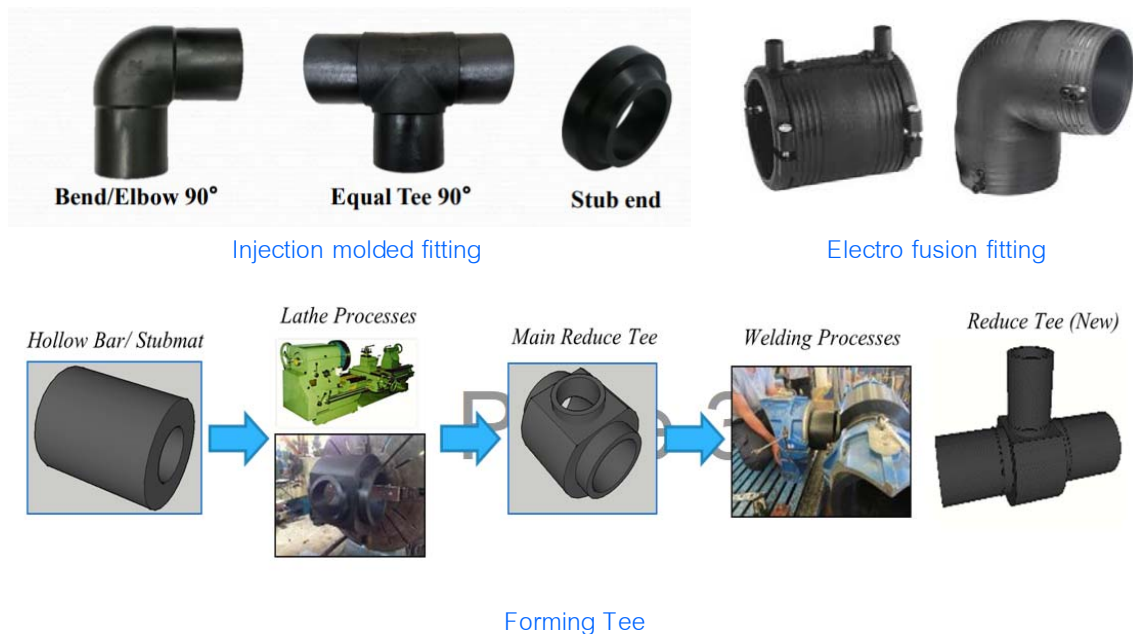 Bend/Elbow 90°
Equal Tee 90°
Stub end
Injection molded fitting
Electro fusion fitting
Hollow Bar/ Stubmat
Lathe Processes
Main Reduce Tee
Welding Processes
Reduce Tee (New)
Forming Tee